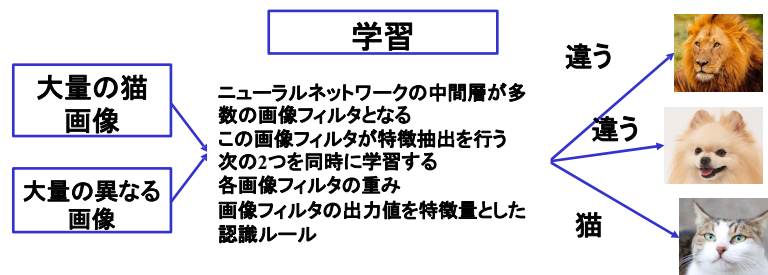 学習
大量の猫
画像
大量の異なる
画像
ニューラルネットワークの中間層が多
数の画像フィルタとなる
この画像フィルタが特徴抽出を行う
次の2つを同時に学習する
各画像フィルタの重み
画像フィルタの出力値を特徴量とした
認識ルール
違う
違う
猫